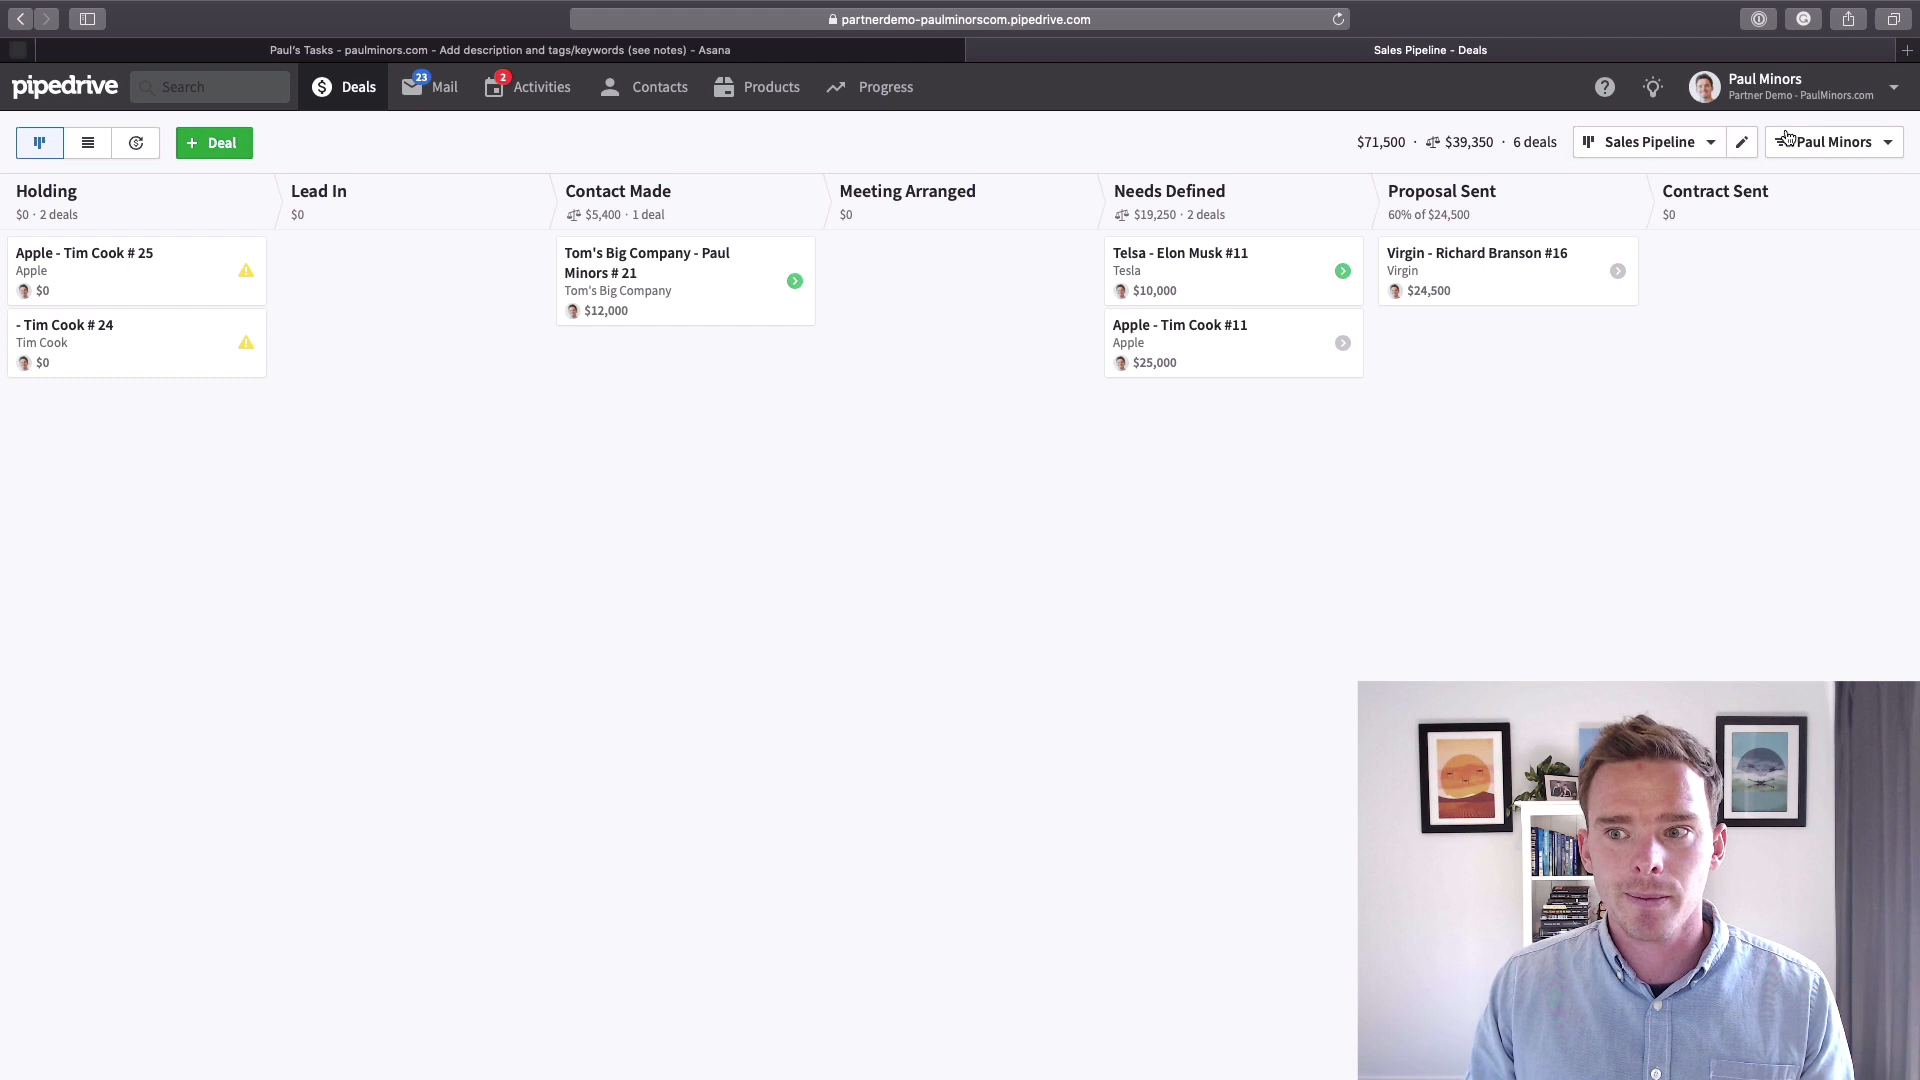 partnerdemo-paulminorscom.pipedrive.com
Paul's Tasks - paulminors.com - Add description and tags/keywords (see notes) - Asana
Sales Pipeline - Deals
pipedrive
Search
Deals
23
Mail
2
Activities
Contacts
Products
Progress
Paul Minors
Partner Demo - PaulMinors.com
+ Deal
$71,500 · $39,350 · 6 deals
Sales Pipeline
Paul Minors
Holding
$0 · 2 deals
Lead In
$0
Contact Made
$5,400 · 1 deal
Meeting Arranged
$0
Needs Defined
$19,250 · 2 deals
Proposal Sent
60% of $24,500
Contract Sent
$0
Apple - Tim Cook # 25
Apple
$0
- Tim Cook # 24
Tim Cook
$0
Tom's Big Company - Paul
Minors # 21
Tom's Big Company
$12,000
Telsa - Elon Musk #11
Tesla
$10,000
Apple - Tim Cook #11
Apple
$25,000
Virgin - Richard Branson #16
Virgin
$24,500